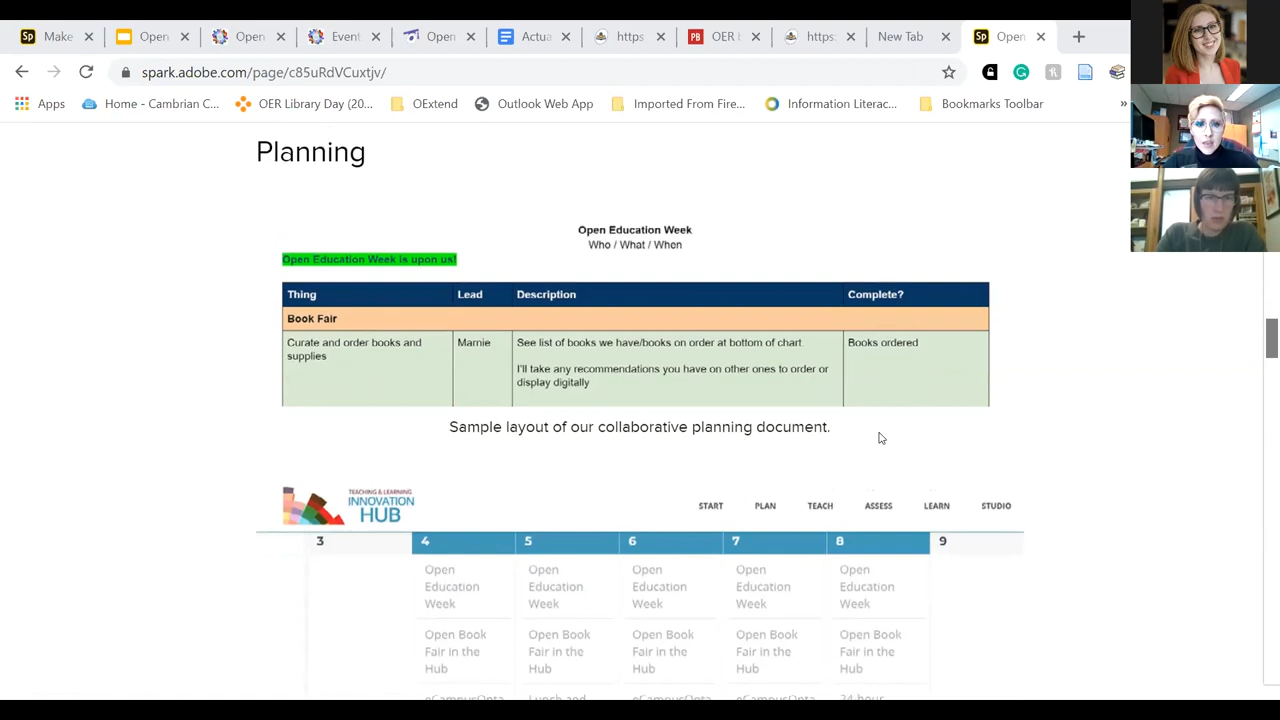 Make
Open
Open
Event
Open
Actua
https
OER b
https:
New Tab
Open
spark.adobe.com/page/c85uRdVCuxtjv/
Apps
Home - Cambrian C...
OER Library Day (20...
OExtend
Outlook Web App
Imported From Fire...
Information Literac...
Bookmarks Toolbar
»
Planning
Open Education Week
Who / What / When
Open Education Week is upon us!
Thing Lead Description Complete?
Book Fair
Curate and order books and
supplies
Marnie
See list of books we have/books on order at bottom of chart.
I'll take any recommendations you have on other ones to order or
display digitally
Books ordered
Sample layout of our collaborative planning document.
TEACHING & LEARNING
INNOVATION
HUB
START PLAN TEACH ASSESS LEARN STUDIO
3 4 5 6 7 8 9
Open Open Open Open Open
Education Education Education Education Education
Week Week Week Week Week
Open Book Open Book Open Book Open Book Open Book
Fair in the Fair in the Fair in the Fair in the Fair in the
Hub Hub Hub Hub Hub
eCampusOnta Lunch and eCampusOnta eCampusOnta 24-hour